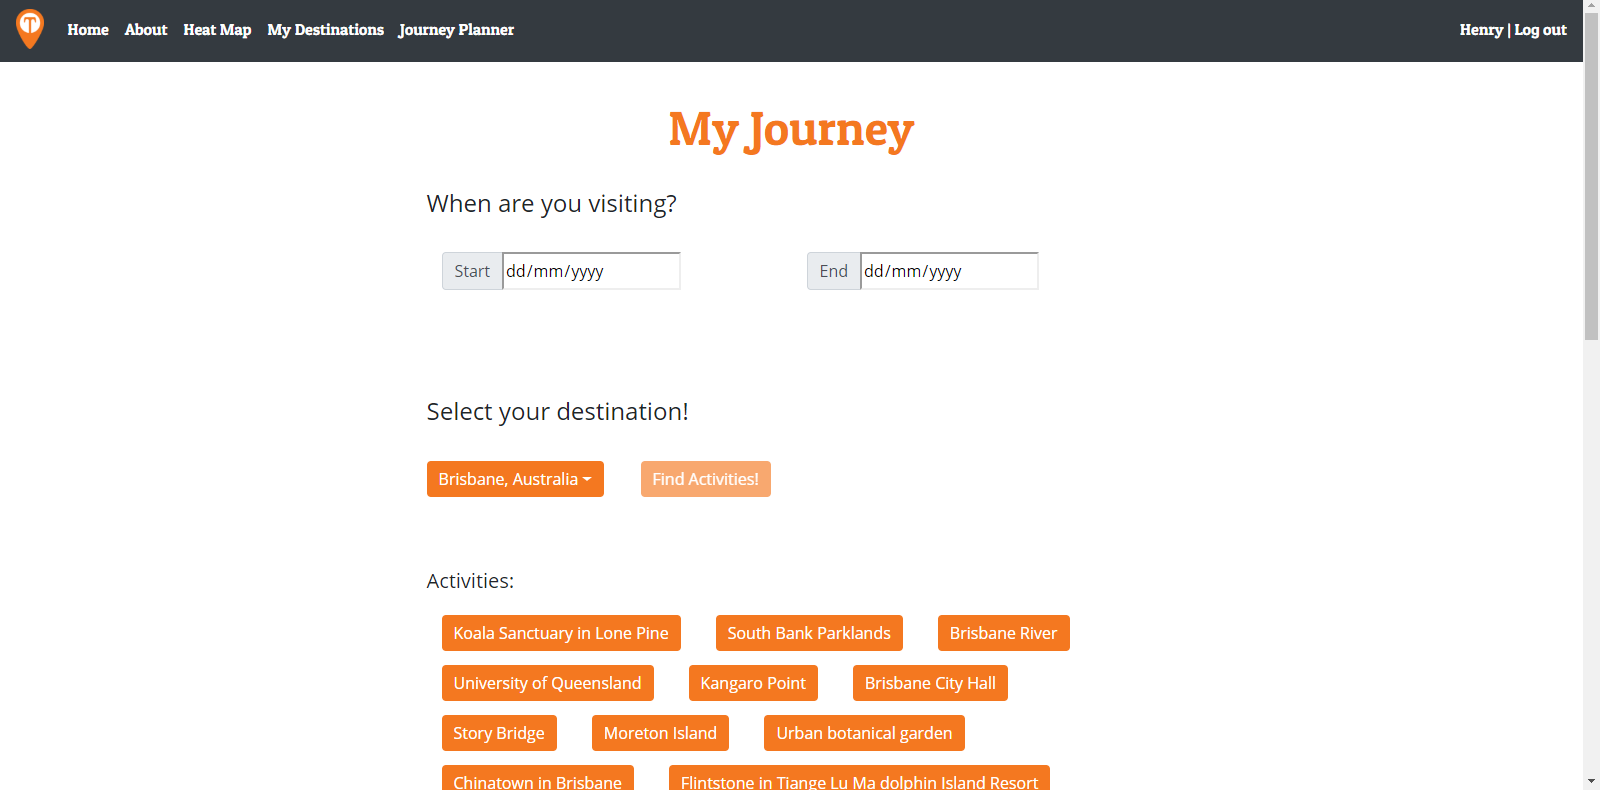 T Home About Heat Map My Destinations Journey Planner Henry | Log out
My Journey
When are you visiting?
Start dd/mm/yyyy End dd/mm/yyyy
Select your destination!
Brisbane, Australia Find Activities!
Activities:
Koala Sanctuary in Lone Pine South Bank Parklands Brisbane River
University of Queensland Kangaro Point Brisbane City Hall
Story Bridge Moreton Island Urban botanical garden
Chinatown in Brisbane Flintstone in Tiange Lu Ma dolphin Island Resort